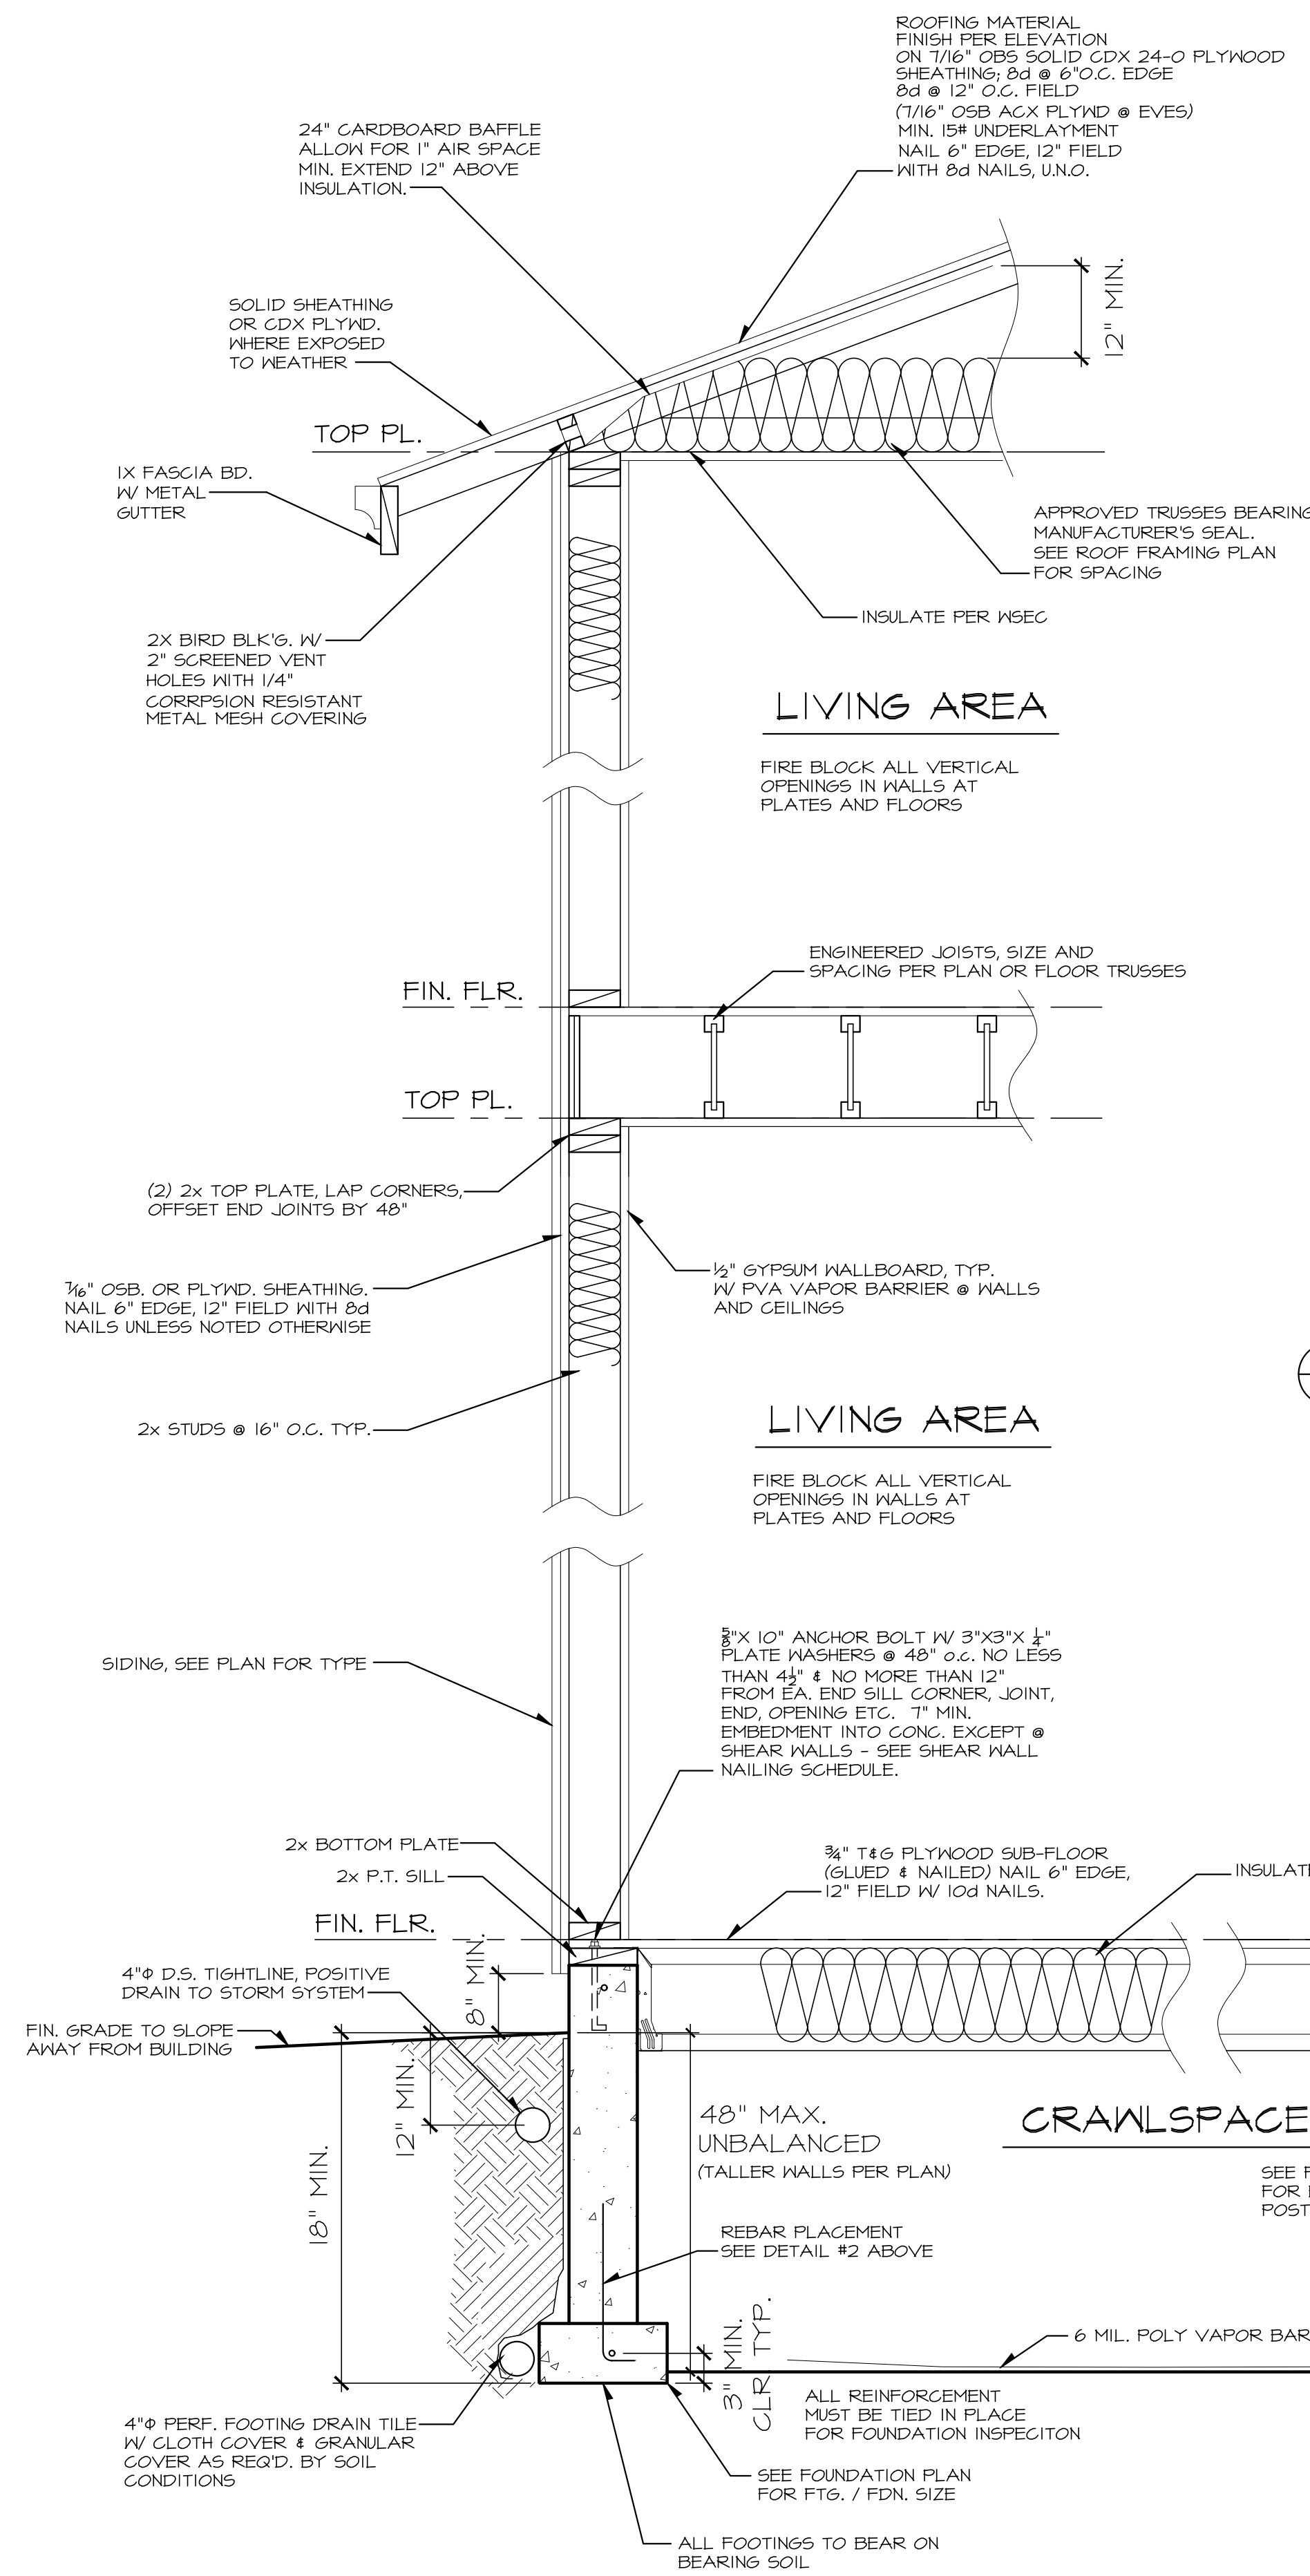 ROOFING MATERIAL
FINISH PER ELEVATION
ON 7/16" OBS SOLID CDX 24-0 PLYWOOD
SHEATHING; 8d @ 6"O.C. EDGE
8d @ 12" O.C. FIELD
(7/16" OSB ACX PLYWD @ EVES)
MIN. 15# UNDERLAYMENT
NAIL 6" EDGE, 12" FIELD
WITH 8d NAILS, U.N.O.
24" CARDBOARD BAFFLE
ALLOW FOR 1" AIR SPACE
MIN. EXTEND 12" ABOVE
INSULATION.
12" MIN.
SOLID SHEATHING
OR CDX PLYWD.
WHERE EXPOSED
TO WEATHER
TOP PL.
1X FASCIA BD.
W/ METAL
GUTTER
APPROVED TRUSSES BEARING
MANUFACTURER'S SEAL.
SEE ROOF FRAMING PLAN
FOR SPACING
INSULATE PER WSEC
2X BIRD BLK'G. W/
2" SCREENED VENT
HOLES WITH 1/4"
CORRPSION RESISTANT
METAL MESH COVERING
LIVING AREA
FIRE BLOCK ALL VERTICAL
OPENINGS IN WALLS AT
PLATES AND FLOORS
ENGINEERED JOISTS, SIZE AND
SPACING PER PLAN OR FLOOR TRUSSES
FIN. FLR.
TOP PL.
(2) 2x TOP PLATE, LAP CORNERS,
OFFSET END JOINTS BY 48"
7/16" OSB. OR PLYWD. SHEATHING.
NAIL 6" EDGE, 12" FIELD WITH 8d
NAILS UNLESS NOTED OTHERWISE
½" GYPSUM WALLBOARD, TYP.
W/ PVA VAPOR BARRIER @ WALLS
AND CEILINGS
2x STUDS @ 16" O.C. TYP.
LIVING AREA
FIRE BLOCK ALL VERTICAL
OPENINGS IN WALLS AT
PLATES AND FLOORS
5/8"X 10" ANCHOR BOLT W/ 3"X3"X 1/4"
PLATE WASHERS @ 48" o.c. NO LESS
THAN 4½" & NO MORE THAN 12"
FROM EA. END SILL CORNER, JOINT,
END, OPENING ETC. 7" MIN.
EMBEDMENT INTO CONC. EXCEPT @
SHEAR WALLS - SEE SHEAR WALL
NAILING SCHEDULE.
SIDING, SEE PLAN FOR TYPE
2x BOTTOM PLATE
2x P.T. SILL
¾" T&G PLYWOOD SUB-FLOOR
(GLUED & NAILED) NAIL 6" EDGE,
12" FIELD W/ 10d NAILS.
INSULATE
FIN. FLR.
8" MIN.
4"Φ D.S. TIGHTLINE, POSITIVE
DRAIN TO STORM SYSTEM
FIN. GRADE TO SLOPE
AWAY FROM BUILDING
12" MIN.
18" MIN.
48" MAX.
UNBALANCED
(TALLER WALLS PER PLAN)
CRAWLSPACE
SEE F
FOR
POST
REBAR PLACEMENT
SEE DETAIL #2 ABOVE
3" MIN.
CLR TYP.
6 MIL. POLY VAPOR BAR
ALL REINFORCEMENT
MUST BE TIED IN PLACE
FOR FOUNDATION INSPECITON
4"Φ PERF. FOOTING DRAIN TILE
W/ CLOTH COVER & GRANULAR
COVER AS REQ'D. BY SOIL
CONDITIONS
SEE FOUNDATION PLAN
FOR FTG. / FDN. SIZE
ALL FOOTINGS TO BEAR ON
BEARING SOIL